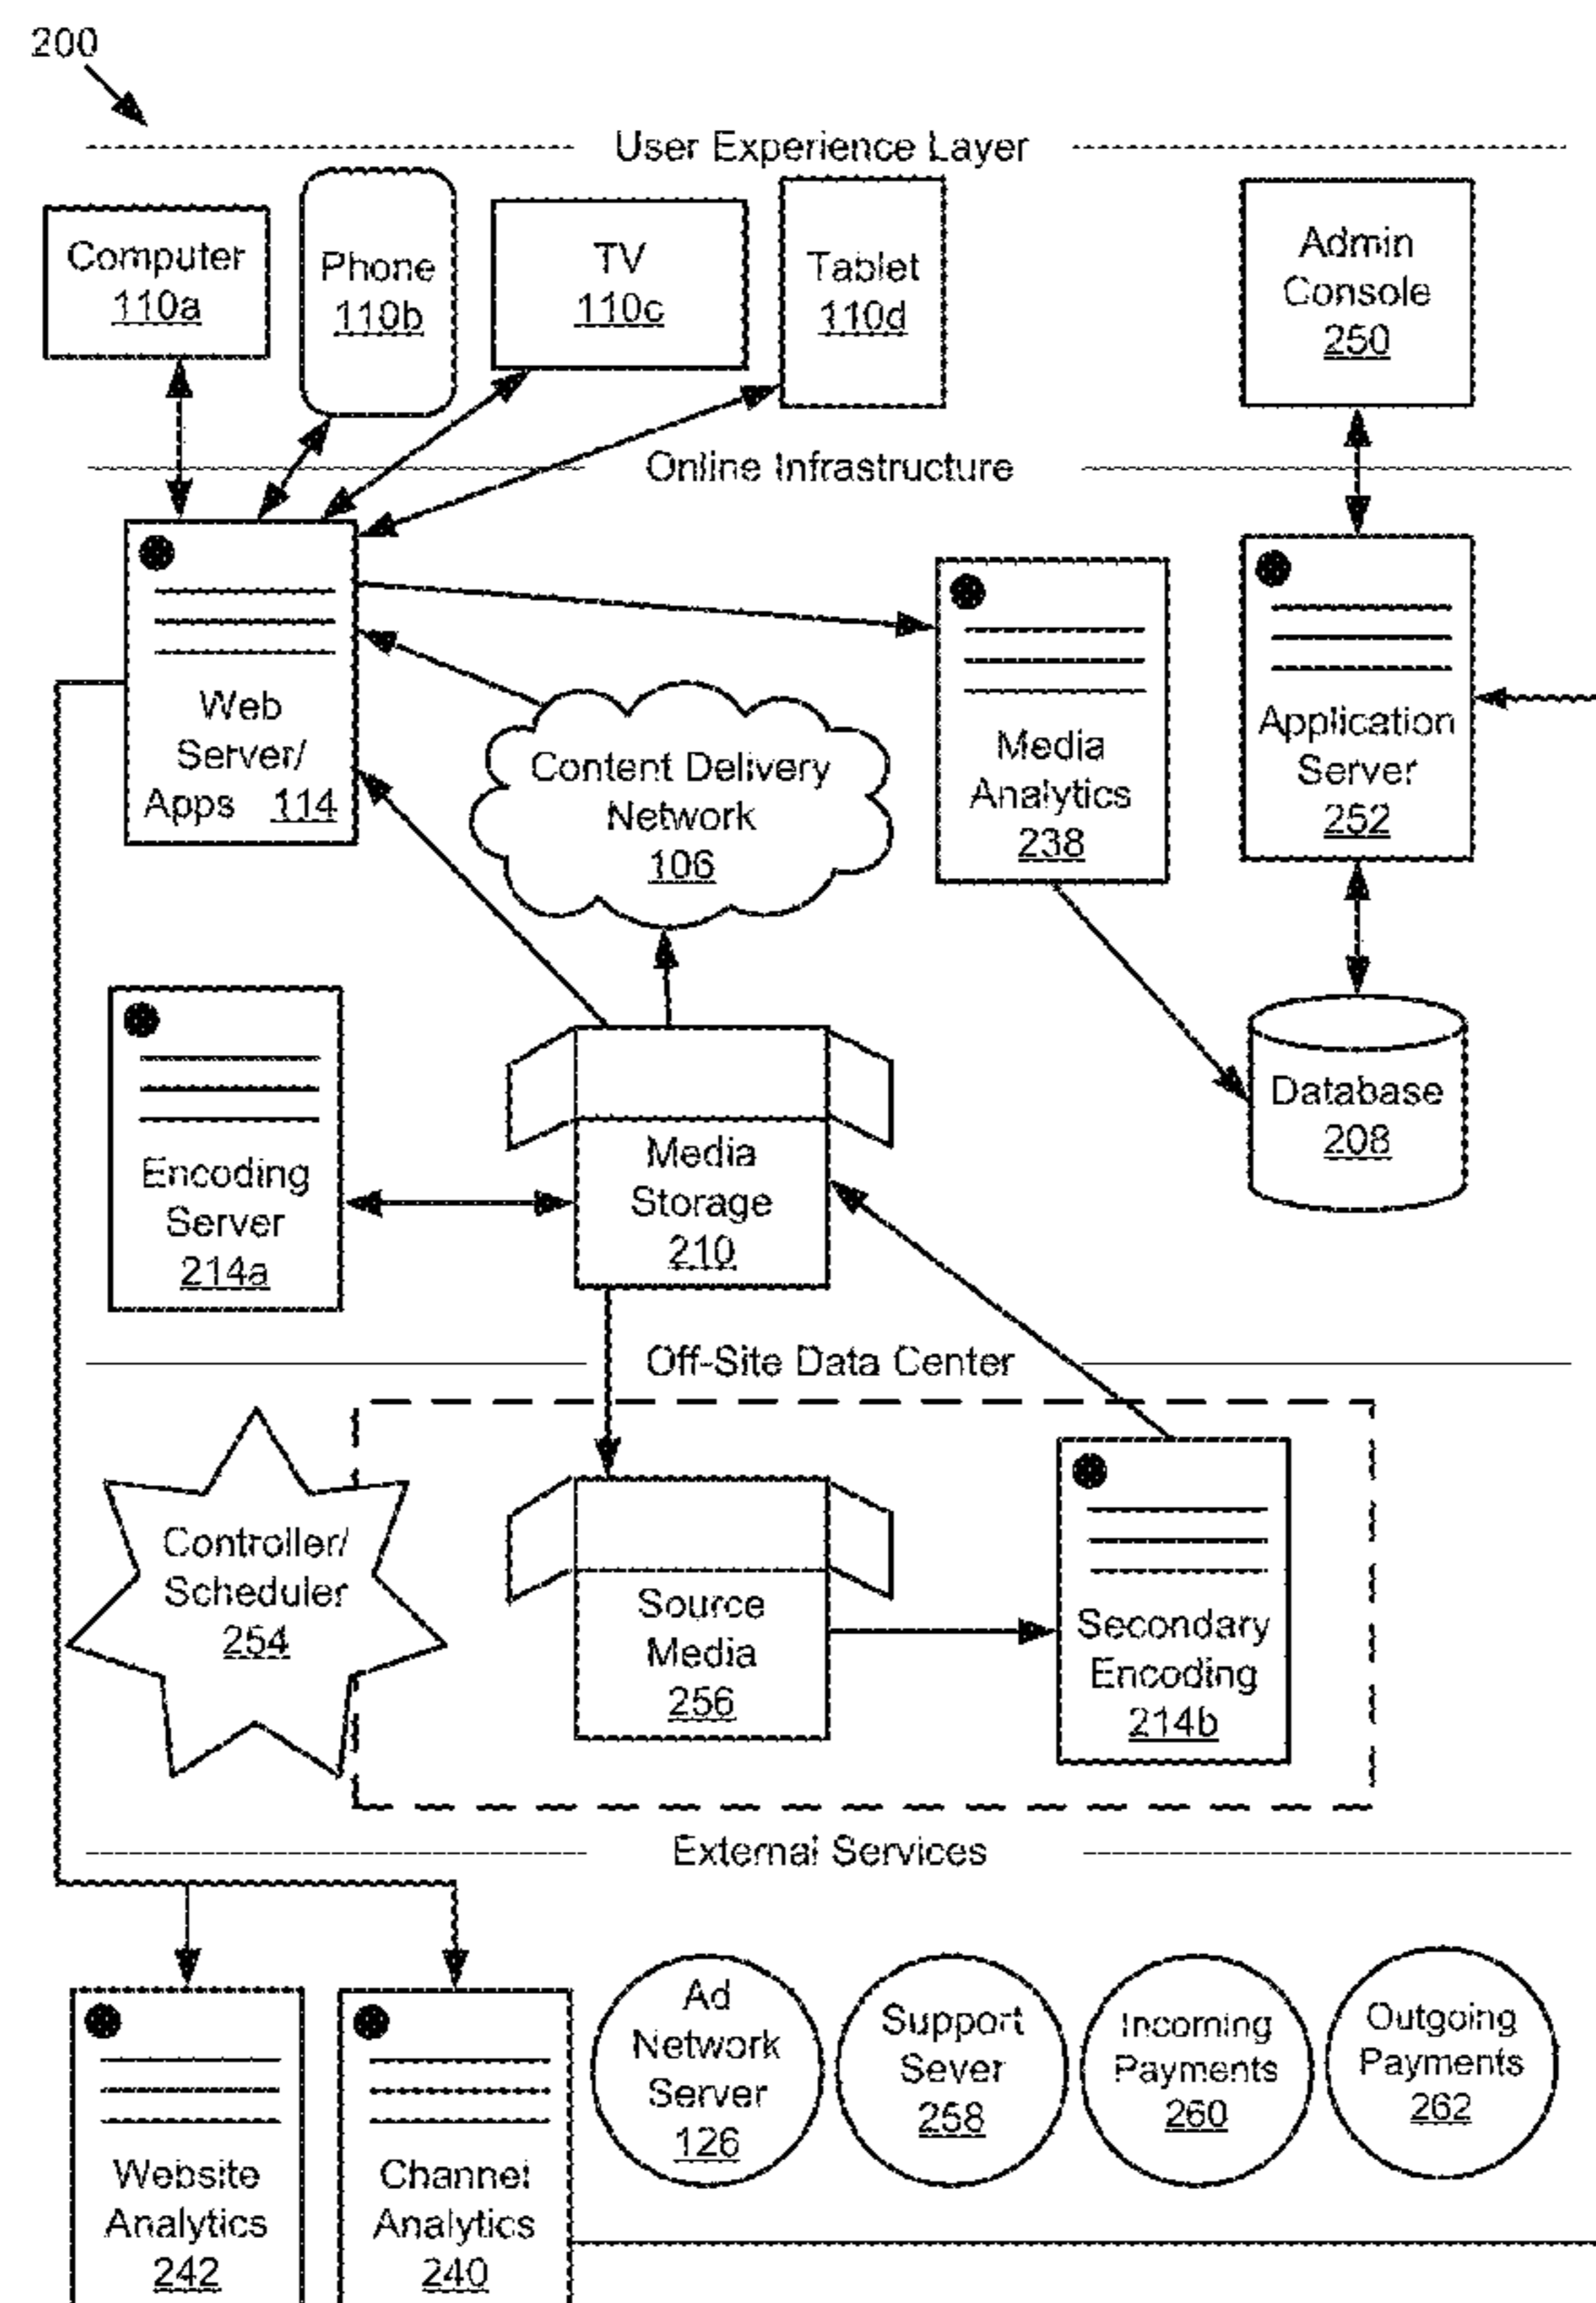 200
User Experience Layer
Computer
110a
Phone
110b
TV
110c
Tablet
110d
Admin
Console
250
Online Infrastructure
Web
Server/
Apps 114
Content Delivery
Network
106
Media
Analytics
238
Application
Server
252
Encoding
Server
214a
Media
Storage
210
Database
208
Off-Site Data Center
Controller/
Scheduler
254
Source
Media
256
Secondary
Encoding
214b
External Services
Website
Analytics
242
Channel
Analytics
240
Ad
Network
Server
126
Support
Sever
258
Incoming
Payments
260
Outgoing
Payments
262